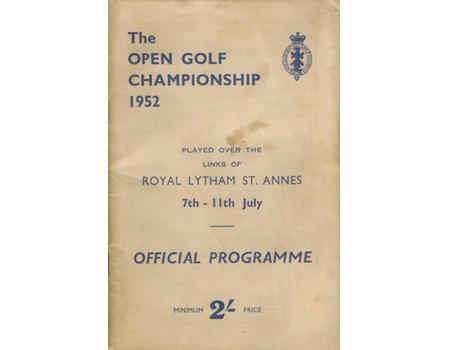 The
OPEN GOLF
CHAMPIONSHIP
1952
PLAYED OVER THE
LINKS OF
ROYAL LYTHAM ST. ANNES
7th - 11th July
OFFICIAL PROGRAMME
MINIMUM 2/- PRICE